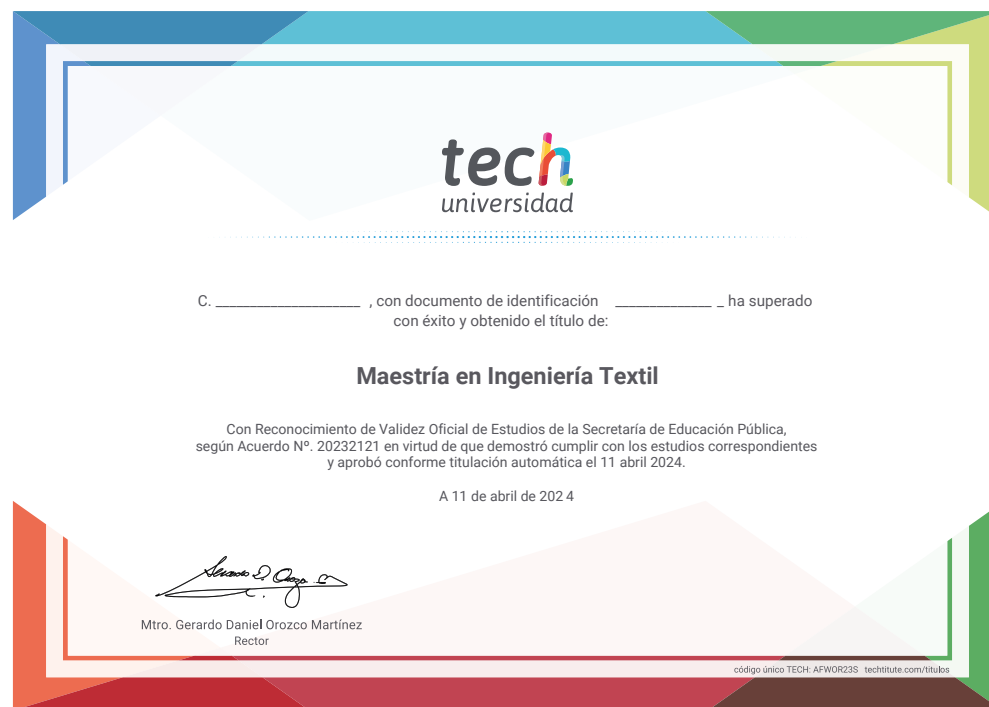 tech
universidad
C. _____________________ , con documento de identificación ______________ _ ha superado
con éxito y obtenido el título de:
Maestría en Ingeniería Textil
Con Reconocimiento de Validez Oficial de Estudios de la Secretaría de Educación Pública,
según Acuerdo Nº. 20232121 en virtud de que demostró cumplir con los estudios correspondientes
y aprobó conforme titulación automática el 11 abril 2024.
A 11 de abril de 202 4
Mtro. Gerardo Daniel Orozco Martínez
Rector
código único TECH: AFWOR23S techtitute.com/titulos